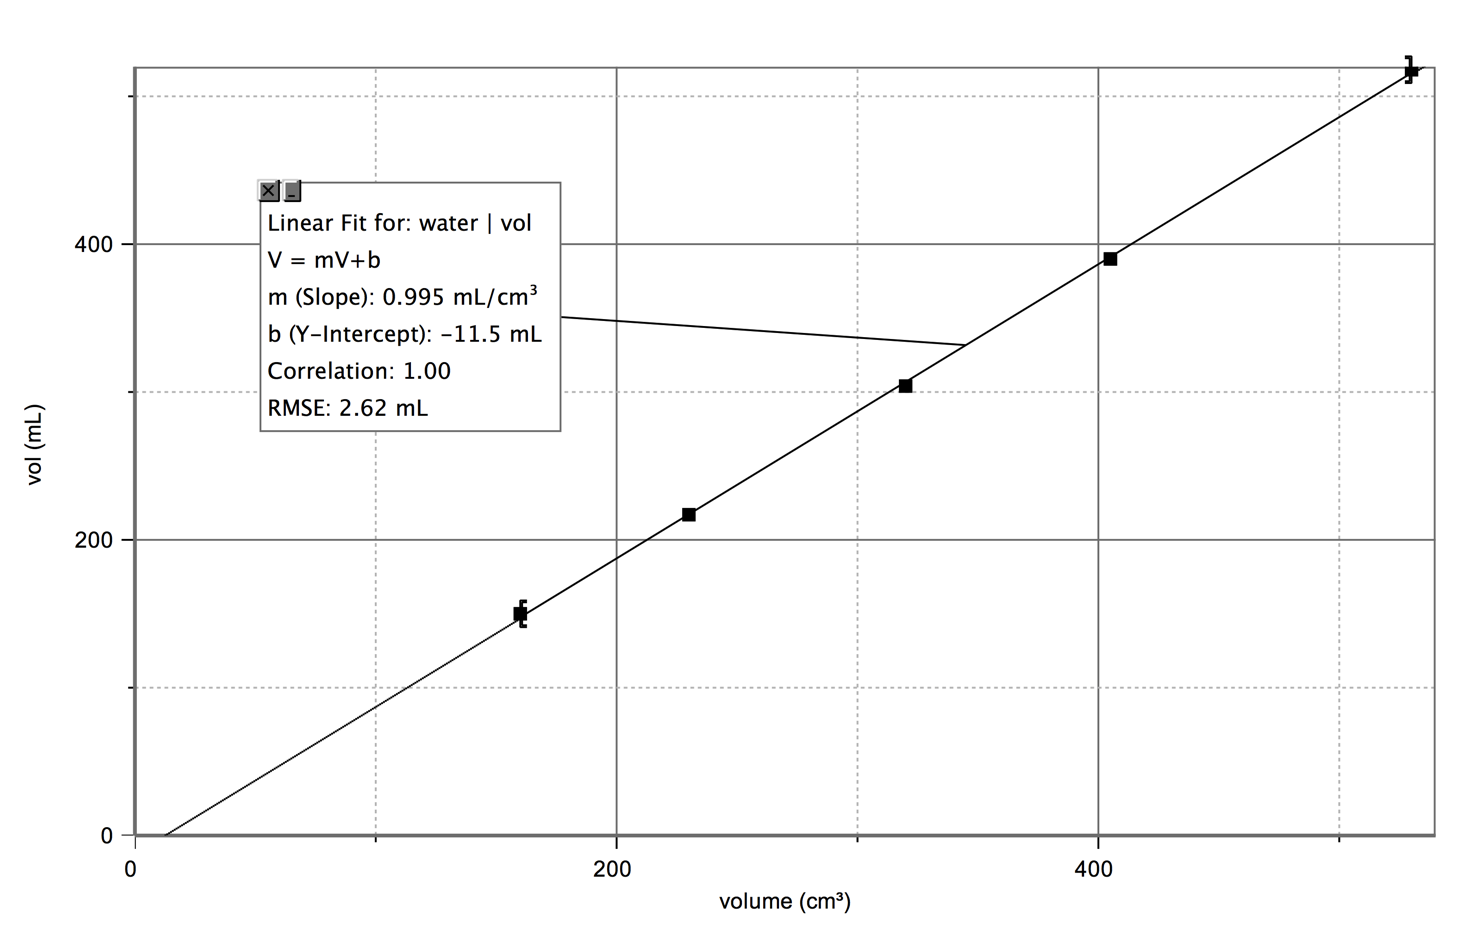 Linear Fit for: water | vol
V = mV+b
m (Slope): 0.995 mL/cm³
b (Y-Intercept): -11.5 mL
Correlation: 1.00
RMSE: 2.62 mL
400
200
0
vol (mL)
0 200 400
volume (cm³)